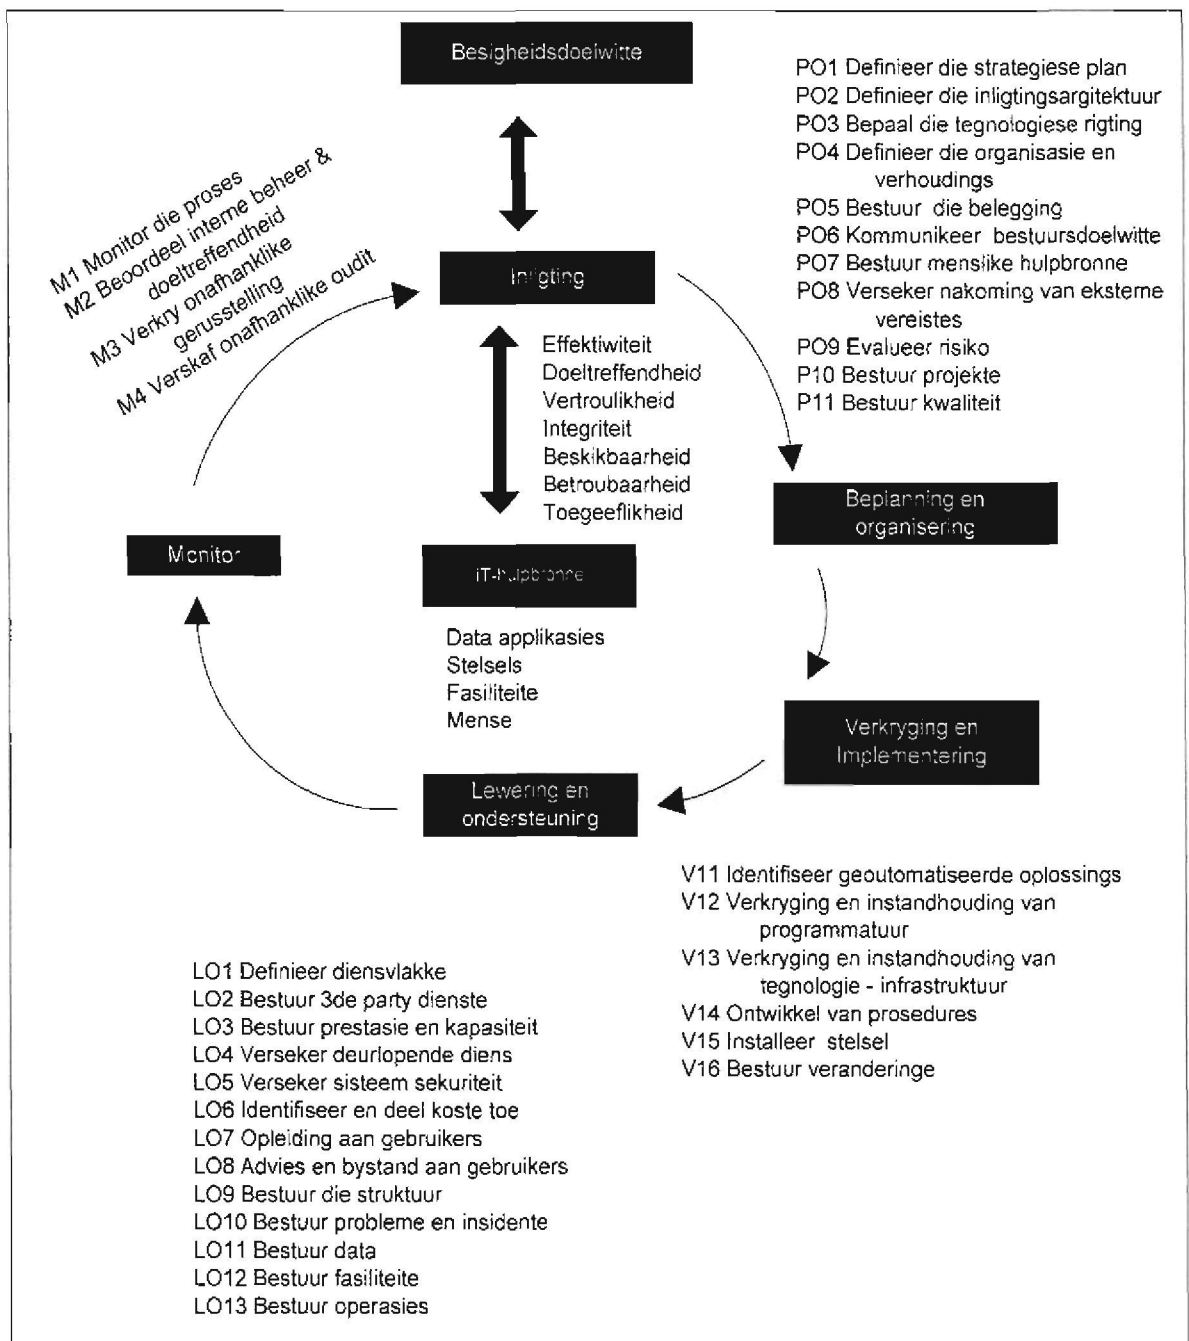 Besigheidsdoelwitte
PO1 Definieer die strategiese plan
PO2 Definieer die inligtingsargitektuur
PO3 Bepaal die tegnologiese rigting
PO4 Definieer die organisasie en
verhoudings
PO5 Bestuur die belegging
PO6 Kommunikeer bestuursdoelwitte
PO7 Bestuur menslike hulpbronne
PO8 Verseker nakoming van eksterne
vereistes
PO9 Evalueer risiko
P10 Bestuur projekte
P11 Bestuur kwaliteit
M1 Monitor die proses
M2 Beoordeel interne beheer &
doeltreffendheid
M3 Verkry onafhanklike
gerusstelling
M4 Verskaf onafhanklike oudit
Inligting
Effektiwiteit
Doeltreffendheid
Vertroulikheid
Integriteit
Beskikbaarheid
Betroubaarheid
Toegeeflikheid
Beplanning en
organisering
Monitor
IT-hulpbronne
Data applikasies
Stelsels
Fasiliteite
Mense
Verkryging en
Implementering
Lewering en
ondersteuning
V11 Identifiseer geoutomatiseerde oplossings
V12 Verkryging en instandhouding van
programmatuur
V13 Verkryging en instandhouding van
tegnologie - infrastruktuur
V14 Ontwikkel van prosedures
V15 Installeer stelsel
V16 Bestuur veranderinge
LO1 Definieer diensvlakke
LO2 Bestuur 3de party dienste
LO3 Bestuur prestasie en kapasiteit
LO4 Verseker deurlopende diens
LO5 Verseker sisteem sekuriteit
LO6 Identifiseer en deel koste toe
LO7 Opleiding aan gebruikers
LO8 Advies en bystand aan gebruikers
LO9 Bestuur die struktuur
LO10 Bestuur probleme en insidente
LO11 Bestuur data
LO12 Bestuur fasiliteite
LO13 Bestuur operasies